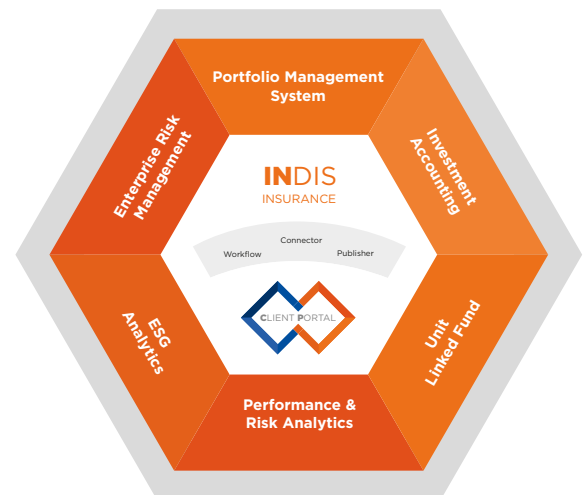 Portfolio Management
System
Investment
Accounting
Unit
Linked Fund
Performance &
Risk Analytics
ESG
Analytics
Enterprise Risk
Management
INDIS
INSURANCE
Workflow
Connector
Publisher
CLIENT PORTAL